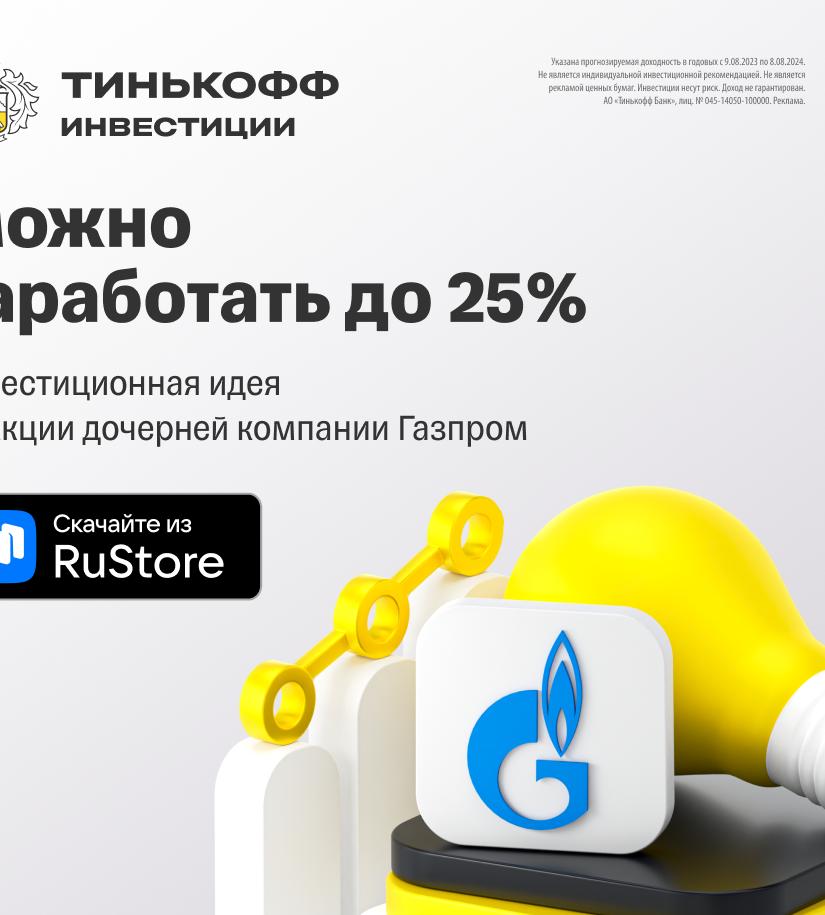 ТИНЬКОФФ
ИНВЕСТИЦИИ
Указана прогнозируемая доходность в годовых с 9.08.2023 по 8.08.2024.
Не является индивидуальной инвестиционной рекомендацией. Не является
рекламой ценных бумаг. Инвестиции несут риск. Доход не гарантирован.
АО «Тинькофф Банк», лиц. № 045-14050-100000. Реклама.
можно
аработать до 25%
естиционная идея
кции дочерней компании Газпром
Скачайте из
RuStore